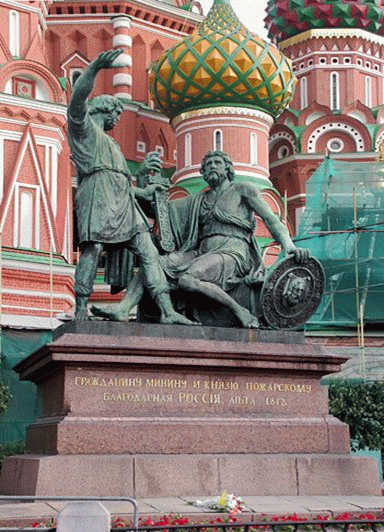 ГРАЖДАНИНУ МИНИНУ И КНЯЗЮ ПОЖАРСКОМУ
БЛАГОДАРНАЯ РОССІЯ. ЛѢТА 1818.